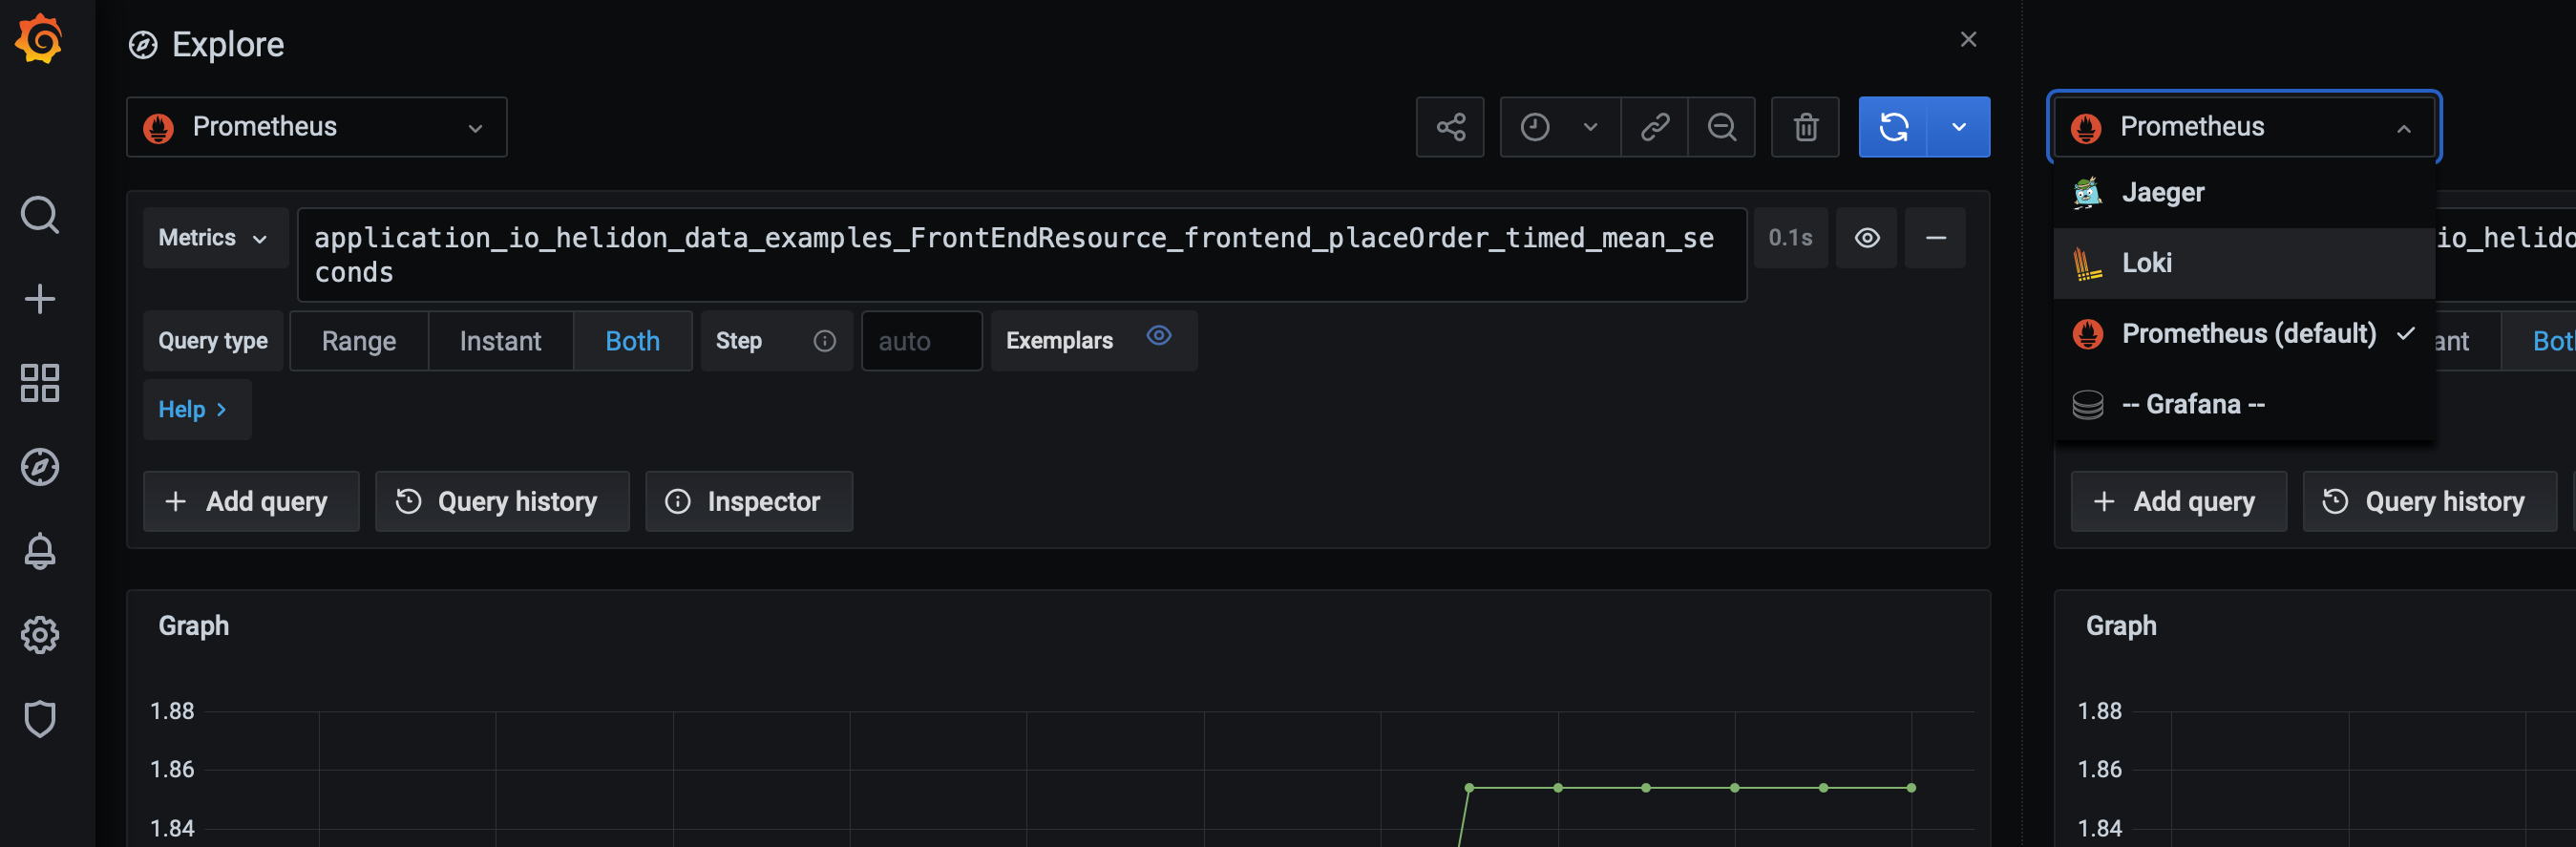 Explore
Prometheus
Metrics
application_io_helidon_data_examples_FrontEndResource_frontend_placeOrder_timed_mean_se
conds
0.1s
Query type
Range
Instant
Both
Step
auto
Exemplars
Help
Add query
Query history
Inspector
Graph
1.88
1.86
1.84
Prometheus
Jaeger
Loki
Prometheus (default)
-- Grafana --
io_helido
ant
Bot
Add query
Query history
Graph
1.88
1.86
1.84